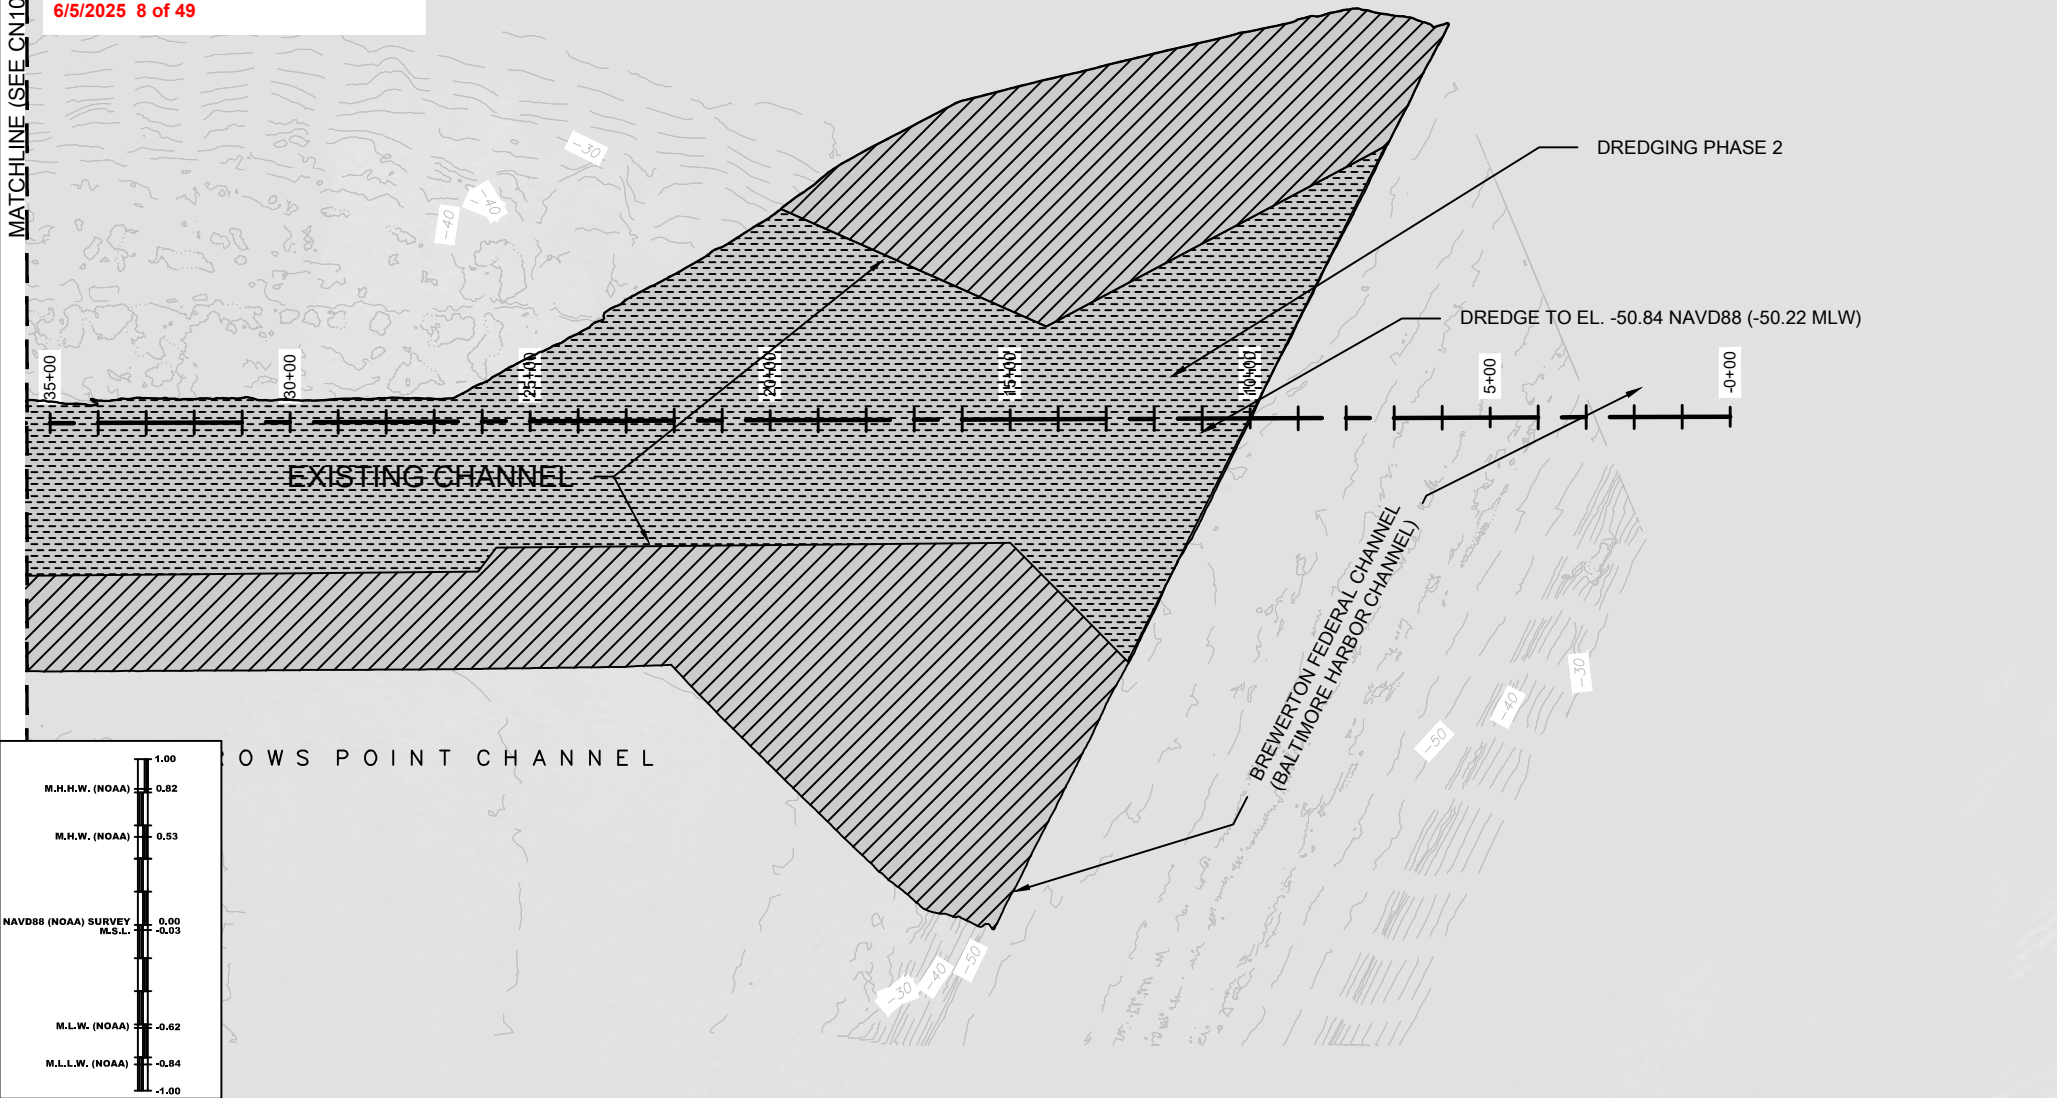 6/5/2025 8 of 49
MATCHLINE (SEE CN10
-30
-40
-40
DREDGING PHASE 2
DREDGE TO EL. -50.84 NAVD88 (-50.22 MLW)
35+00
30+00
25+00
20+00
15+00
10+00
5+00
-0+00
EXISTING CHANNEL
BREWERTON FEDERAL CHANNEL
(BALTIMORE HARBOR CHANNEL)
-30
-40
-50
ROWS POINT CHANNEL
-30
-40
-50
1.00
M.H.H.W. (NOAA) 0.82
M.H.W. (NOAA) 0.53
NAVD88 (NOAA) SURVEY 0.00
M.S.L. -0.03
M.L.W. (NOAA) -0.62
M.L.L.W. (NOAA) -0.84
-1.00